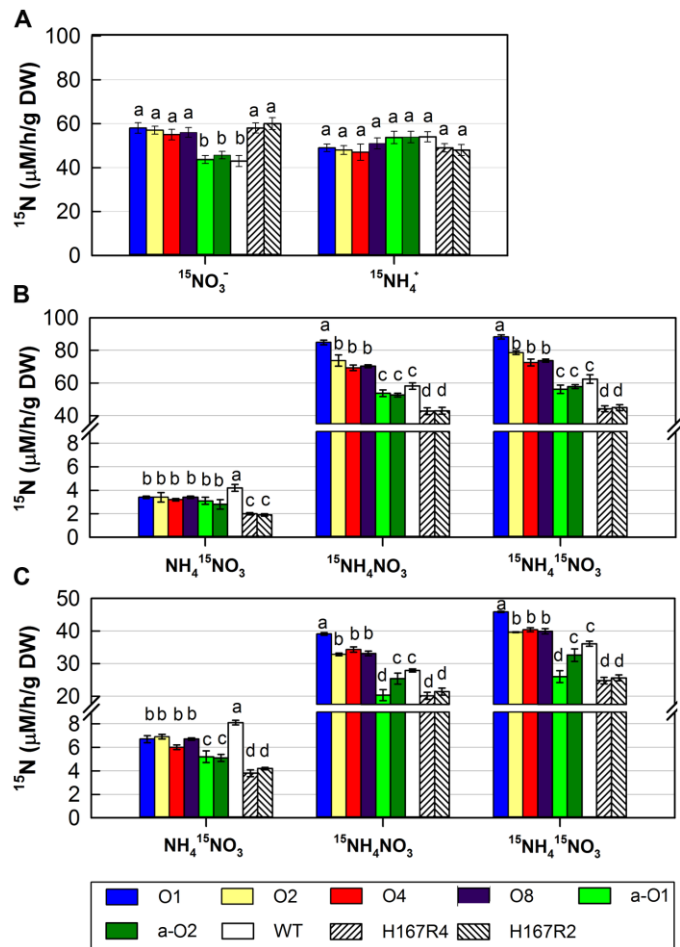 A
100
a a a a b b b a a
a a a a a a a a a
80
60
40
20
0
¹⁵N (μM/h/g DW)
¹⁵NO₃⁻
¹⁵NH₄⁺
B
100
80
60
40
8
6
4
2
0
¹⁵N (μM/h/g DW)
b b b b b b a c c
a b b b c c c d d
a b b b c c c d d
NH₄¹⁵NO₃
¹⁵NH₄NO₃
¹⁵NH₄¹⁵NO₃
C
50
40
30
20
8
6
4
2
0
¹⁵N (μM/h/g DW)
b b b b c c a d d
a b b b d c c d d
a b b b d c c d d
NH₄¹⁵NO₃
¹⁵NH₄NO₃
¹⁵NH₄¹⁵NO₃
O1 O2 O4 O8 a-O1
a-O2 WT H167R4 H167R2